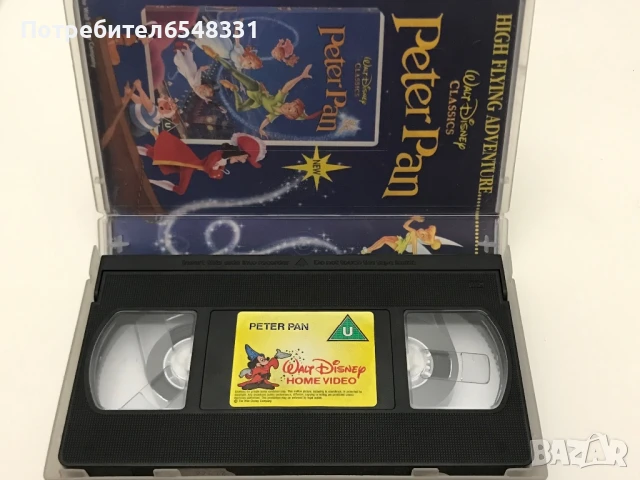 Потребител6548331
HIGH FLYING ADVENTURE......
WALT DISNEY
CLASSICS
Peter Pan
WALT DISNEY
CLASSICS
Peter Pan
NEW
U
PETER PAN
U
WALT DISNEY
HOME VIDEO
BAZAR